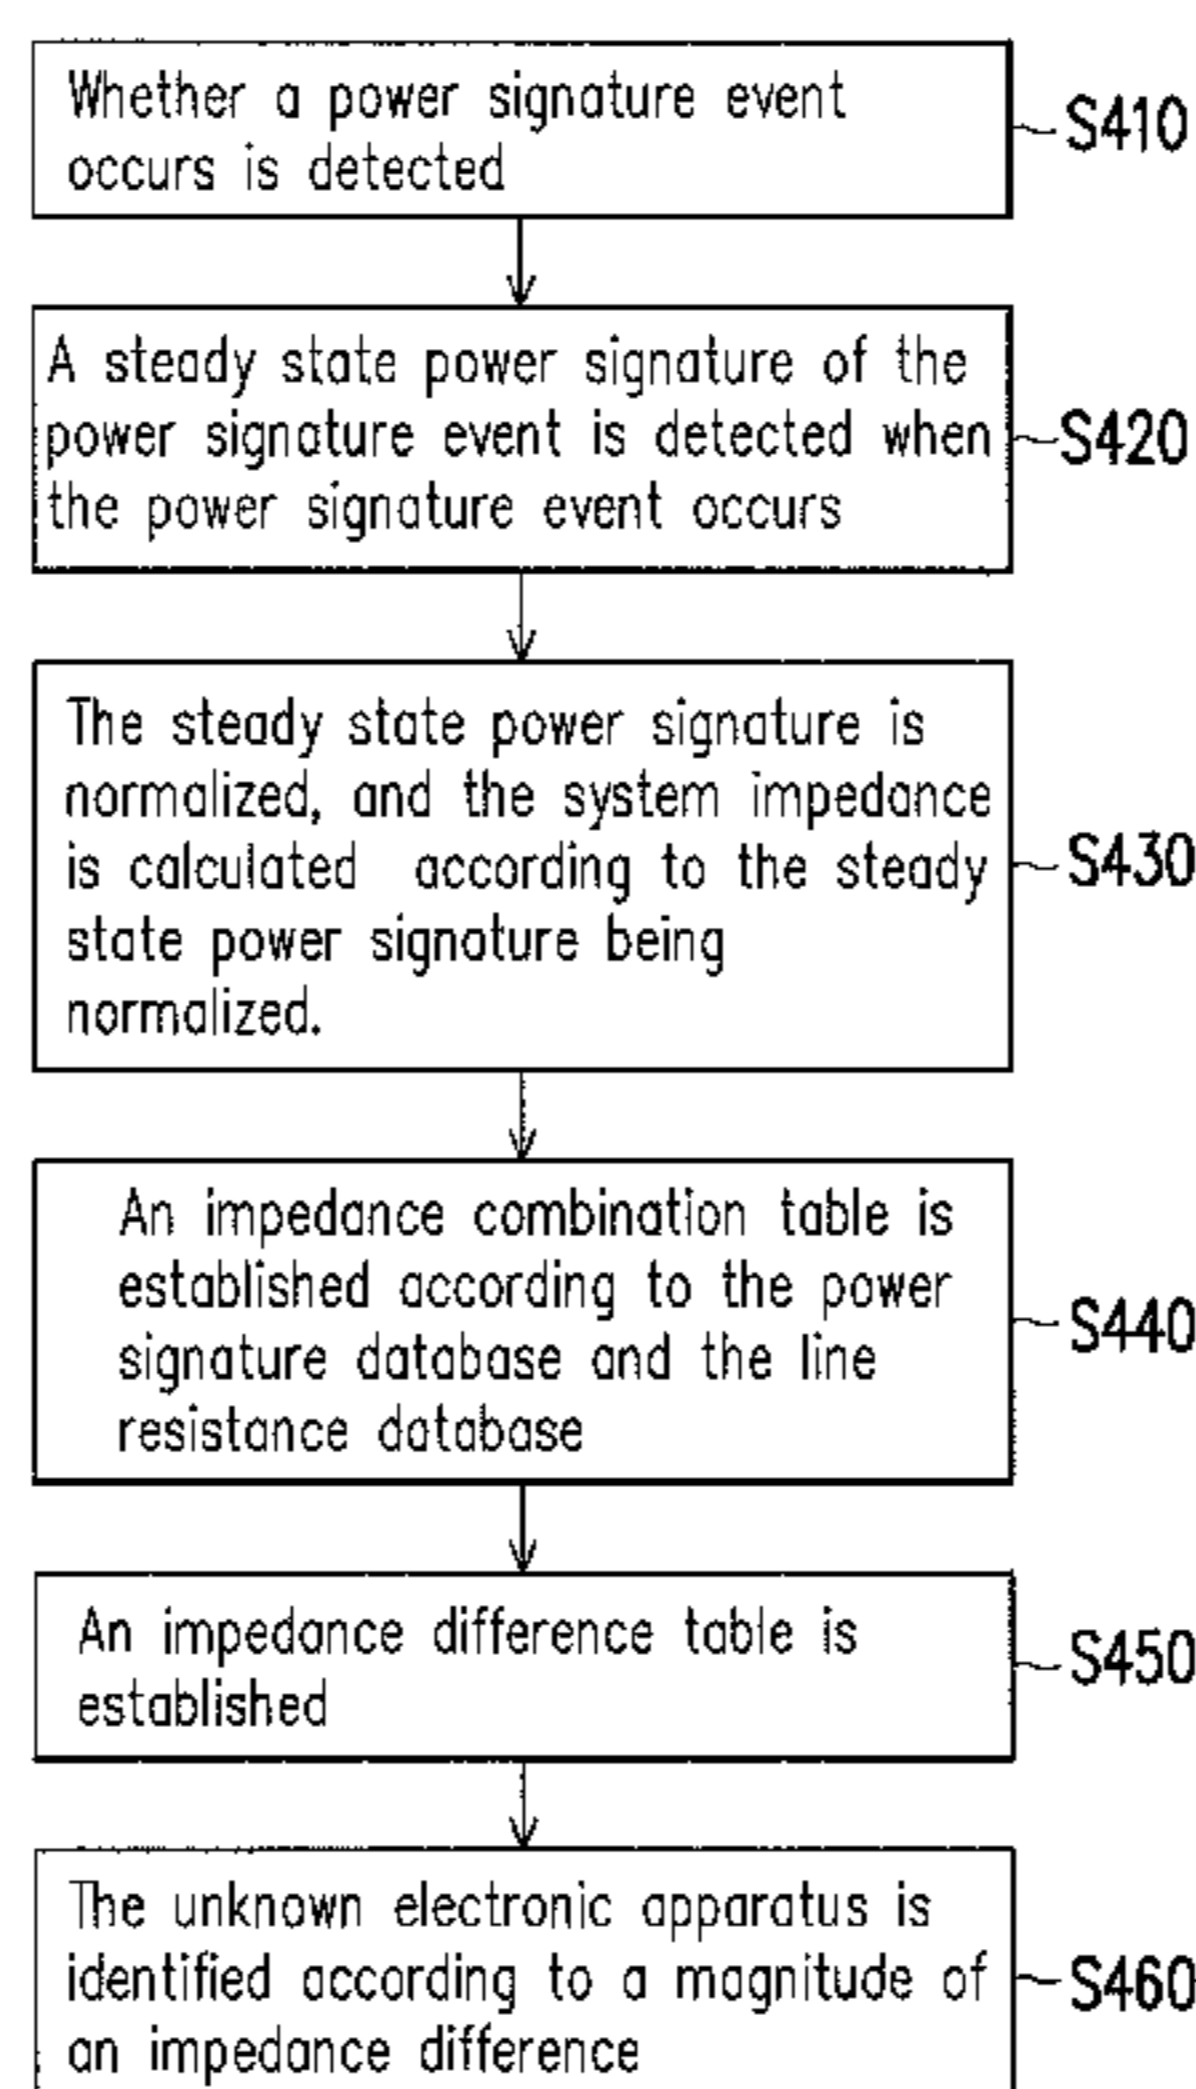 Whether a power signature event
occurs is detected
S410
A steady state power signature of the
power signature event is detected when
the power signature event occurs
S420
The steady state power signature is
normalized, and the system impedance
is calculated according to the steady
state power signature being
normalized.
S430
An impedance combination table is
established according to the power
signature database and the line
resistance database
S440
An impedance difference table is
established
S450
The unknown electronic apparatus is
identified according to a magnitude of
an impedance difference
S460